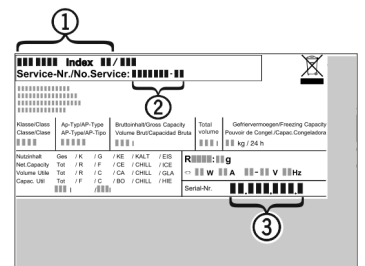 1
Index /
Service-Nr./No.Service: -
2
Klasse/Class Ap-Typ/AP-Type Bruttoinhalt/Gross Capacity Total Gefriervermoegen/Freezing Capacity
Classe/Clase AP-Type/AP-Tipo Volume Brut/Capacidad Bruta volume Pouvoir de Congel./Capac.Congeladora
l l kg / 24 h
Nutzinhalt Ges / K / G / KE / KALT / EIS R : g
Net.Capacity Tot / R / F / CE / CHILL / ICE
Volume Utile Tot / R / C / CA / CHILL / GLA W A - V Hz
Capac. Util Tot / F / C / BO / CHILL / HIE
l / l Serial-Nr. . . .
3